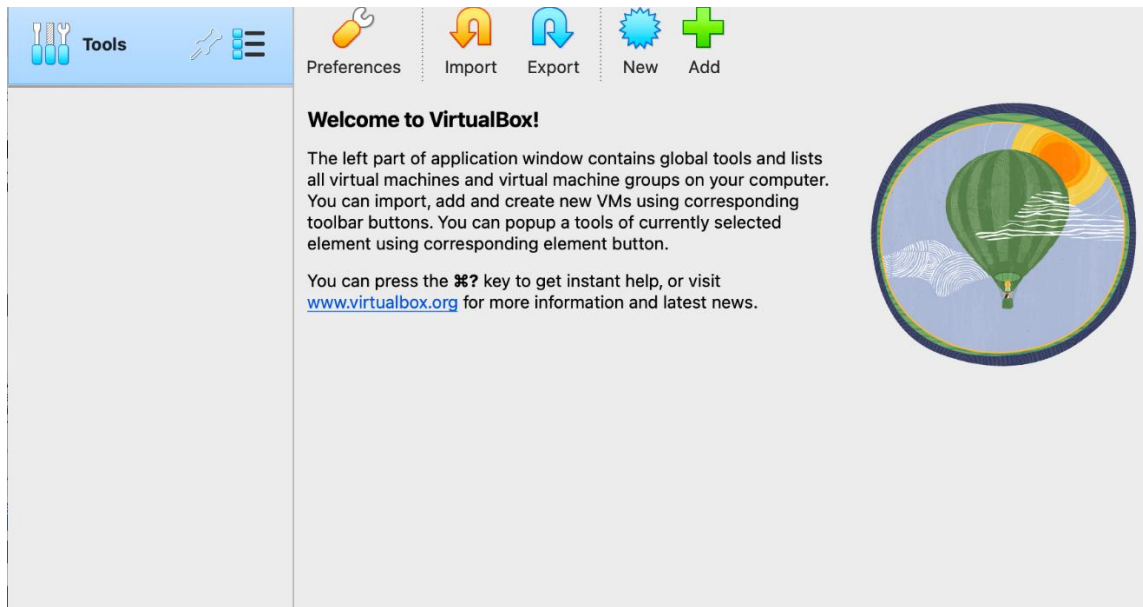 Tools
Preferences
Import
Export
New
Add
Welcome to VirtualBox!
The left part of application window contains global tools and lists
all virtual machines and virtual machine groups on your computer.
You can import, add and create new VMs using corresponding
toolbar buttons. You can popup a tools of currently selected
element using corresponding element button.
You can press the ⌘? key to get instant help, or visit
www.virtualbox.org for more information and latest news.